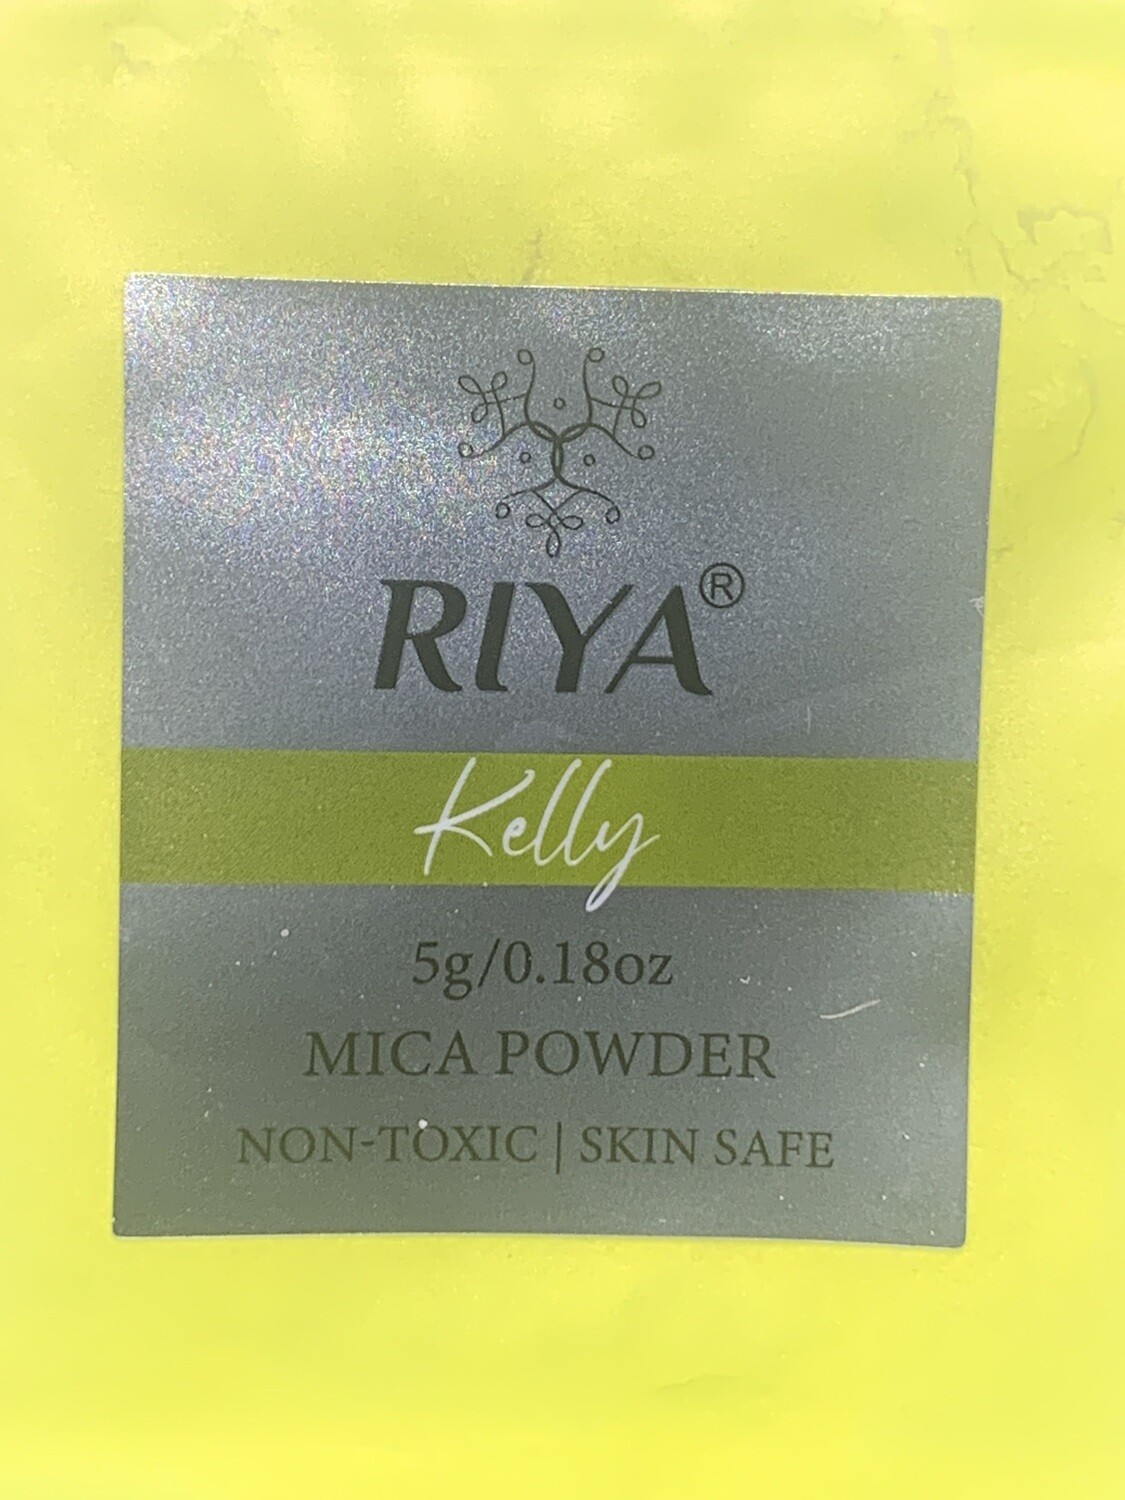 RIYA®
Kelly
5g/0.18oz
MICA POWDER
NON-TOXIC | SKIN SAFE